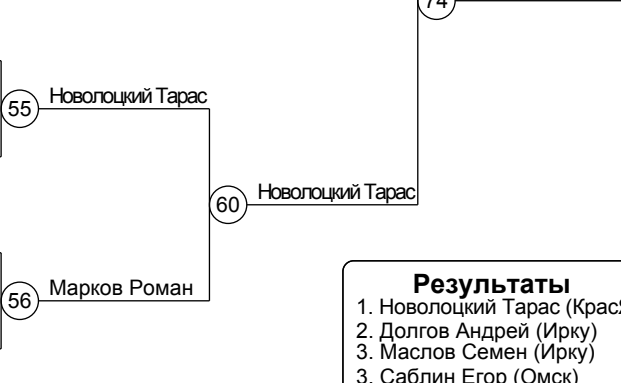 74
55 Новолоцкий Тарас
60 Новолоцкий Тарас
56 Марков Роман
Результаты
1. Новолоцкий Тарас (Крас
2. Долгов Андрей (Ирку)
3. Маслов Семен (Ирку)
3. Саблин Егор (Омск)